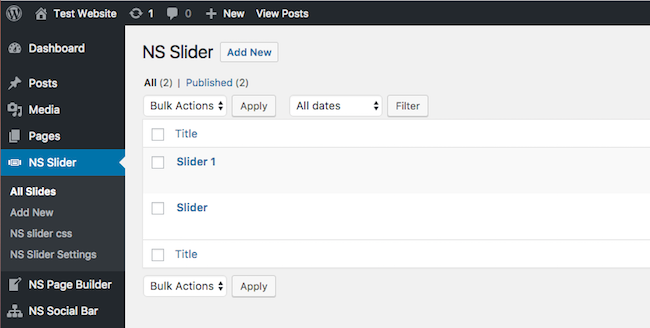 Test Website 1 0 + New View Posts
Dashboard
Posts
Media
Pages
NS Slider
All Slides
Add New
NS slider css
NS Slider Settings
NS Page Builder
NS Social Bar
NS Slider Add New
All (2) | Published (2)
Bulk Actions Apply All dates Filter
Title
Slider 1
Slider
Title
Bulk Actions Apply